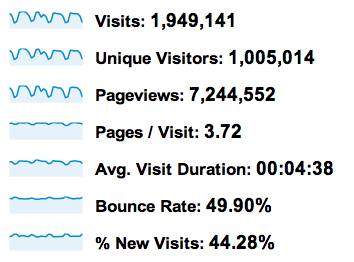 Visits: 1,949,141
Unique Visitors: 1,005,014
Pageviews: 7,244,552
Pages / Visit: 3.72
Avg. Visit Duration: 00:04:38
Bounce Rate: 49.90%
% New Visits: 44.28%